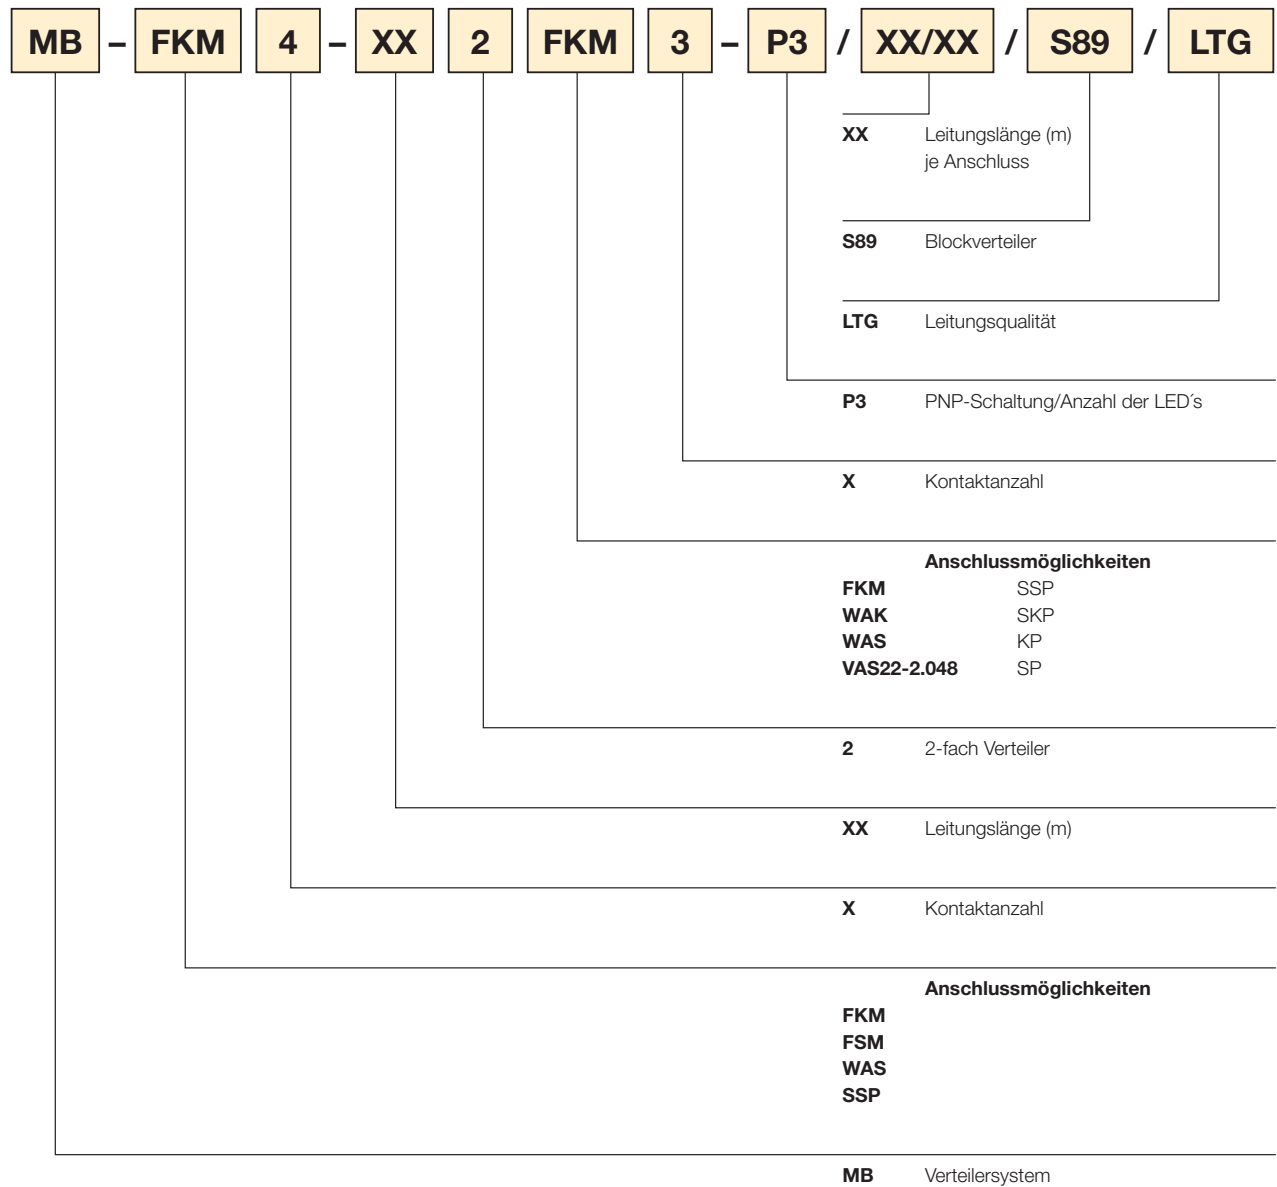 MB – FKM 4 – XX 2 FKM 3 – P3 / XX/XX / S89 / LTG
XX Leitungslänge (m)
je Anschluss
S89 Blockverteiler
LTG Leitungsqualität
P3 PNP-Schaltung/Anzahl der LED´s
X Kontaktanzahl
Anschlussmöglichkeiten
FKM SSP
WAK SKP
WAS KP
VAS22-2.048 SP
2 2-fach Verteiler
XX Leitungslänge (m)
X Kontaktanzahl
Anschlussmöglichkeiten
FKM
FSM
WAS
SSP
MB Verteilersystem